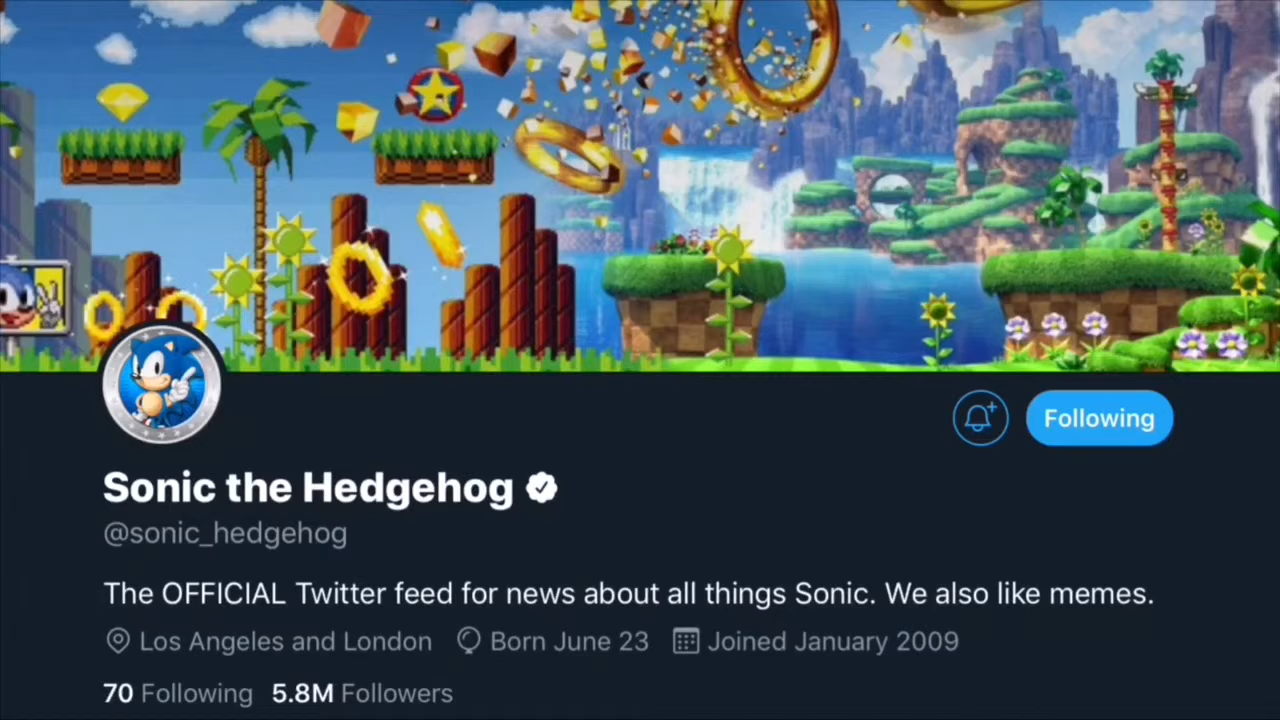 Following
Sonic the Hedgehog
@sonic_hedgehog
The OFFICIAL Twitter feed for news about all things Sonic. We also like memes.
Los Angeles and London Born June 23 Joined January 2009
70 Following 5.8M Followers